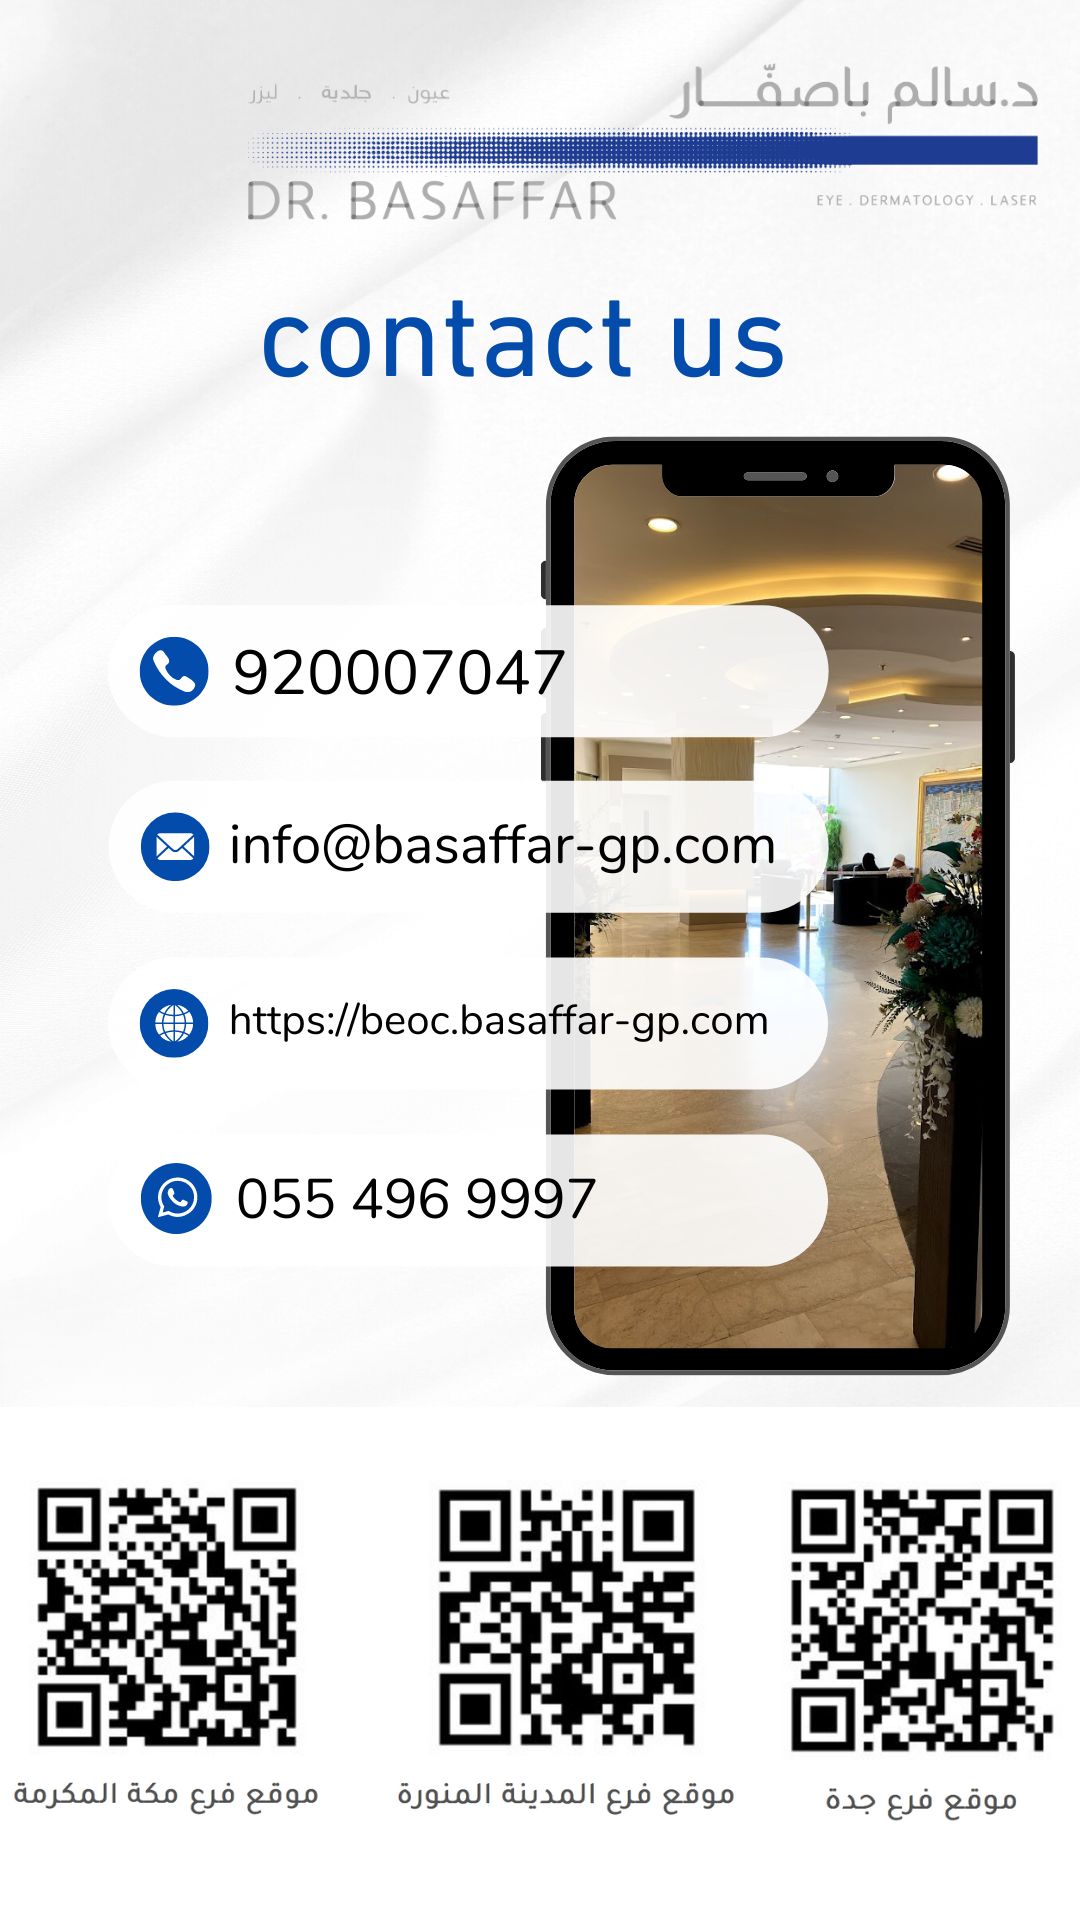 د.سالم باصفّـــار
عيون . جلدية . ليزر
DR. BASAFFAR
EYE . DERMATOLOGY . LASER
contact us
920007047
info@basaffar-gp.com
https://beoc.basaffar-gp.com
055 496 9997
موقع فرع جدة
موقع فرع المدينة المنورة
موقع فرع مكة المكرمة